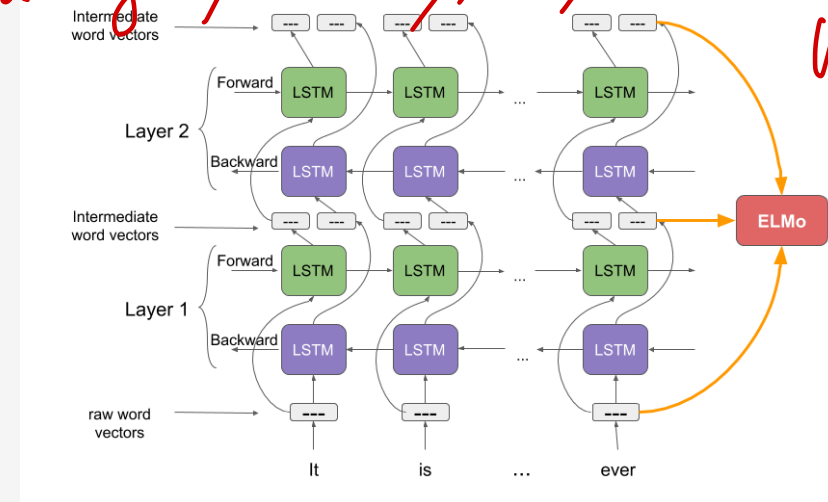 Intermediate
word vectors
--- --- --- --- --- ---
Forward
LSTM LSTM LSTM
...
Layer 2
Backward
LSTM LSTM LSTM
...
Intermediate
word vectors
--- --- --- --- --- ---
ELMo
Forward
LSTM LSTM LSTM
...
Layer 1
Backward
LSTM LSTM LSTM
...
raw word
vectors
--- --- ---
It is ... ever